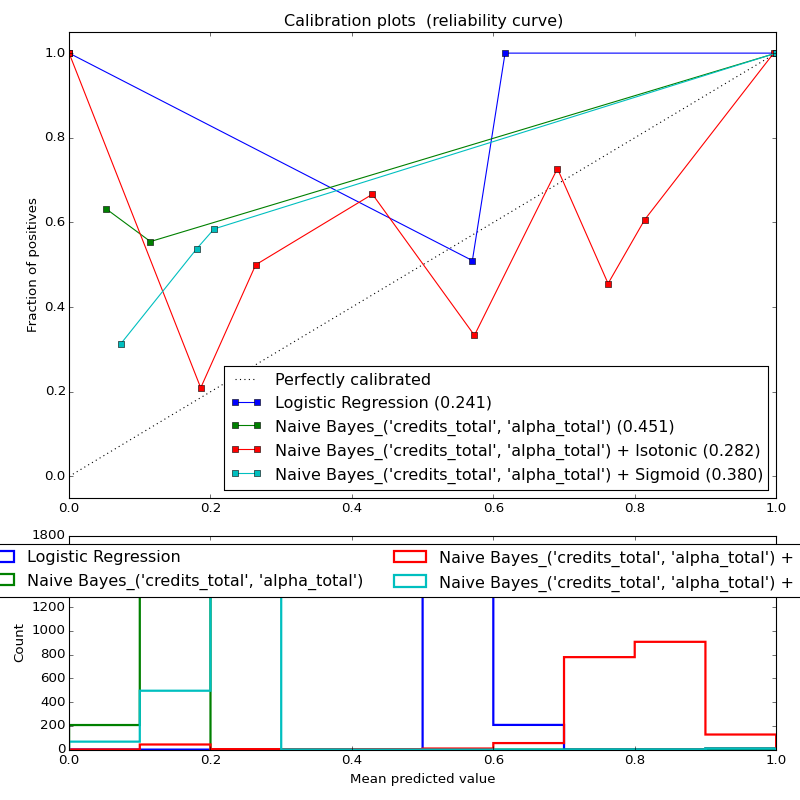 Calibration plots  (reliability curve)
1.0
0.8
0.6
0.4
0.2
0.0
Fraction of positives
Perfectly calibrated
Logistic Regression (0.241)
Naive Bayes_('credits_total', 'alpha_total') (0.451)
Naive Bayes_('credits_total', 'alpha_total') + Isotonic (0.282)
Naive Bayes_('credits_total', 'alpha_total') + Sigmoid (0.380)
0.0 0.2 0.4 0.6 0.8 1.0
1800
Logistic Regression
Naive Bayes_('credits_total', 'alpha_total')
Naive Bayes_('credits_total', 'alpha_total') +
Naive Bayes_('credits_total', 'alpha_total') +
1200
1000
800
600
400
200
0
Count
0.0 0.2 0.4 0.6 0.8 1.0
Mean predicted value